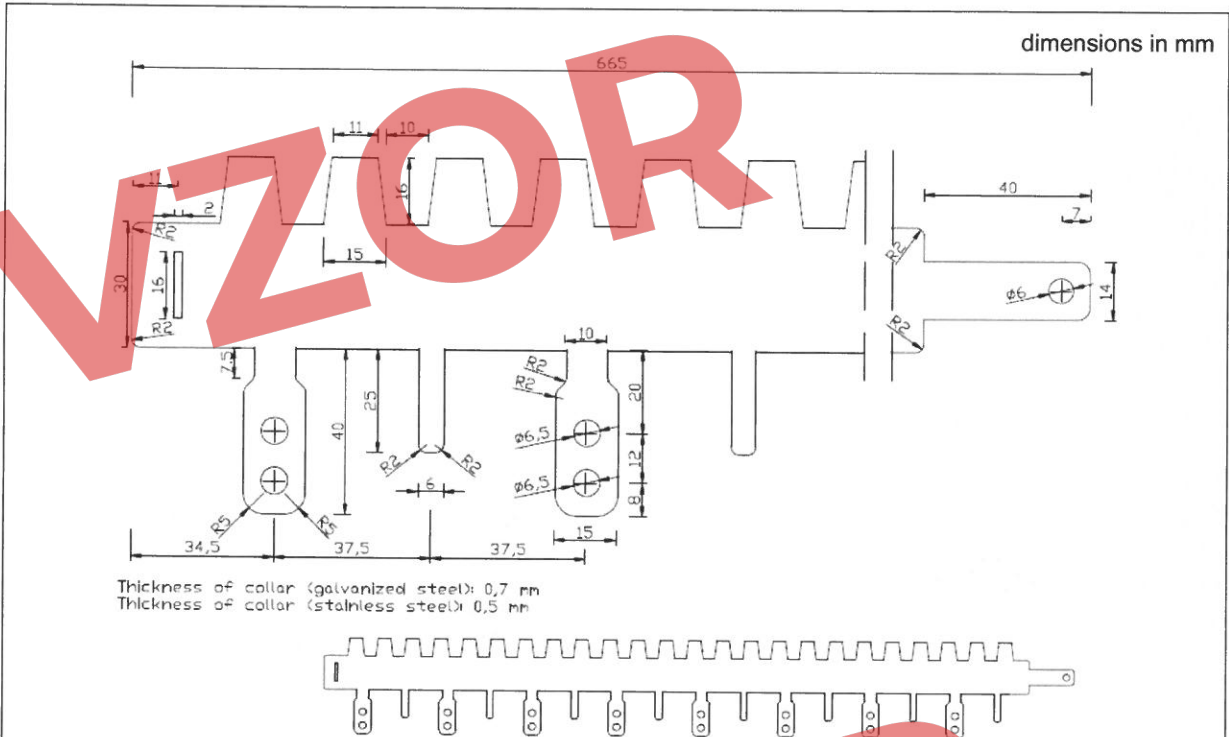 dimensions in mm
665
11
10
11
16
2
40
7
R2
R2
15
30
16
ø6
14
R2
R2
10
7,5
R2
R2
25
40
20
ø6,5
12
R2
R2
6
ø6,5
8
R5
R5
15
34,5
37,5
37,5
Thickness of collar (galvanized steel): 0,7 mm
Thickness of collar (stainless steel): 0,5 mm
VZOR